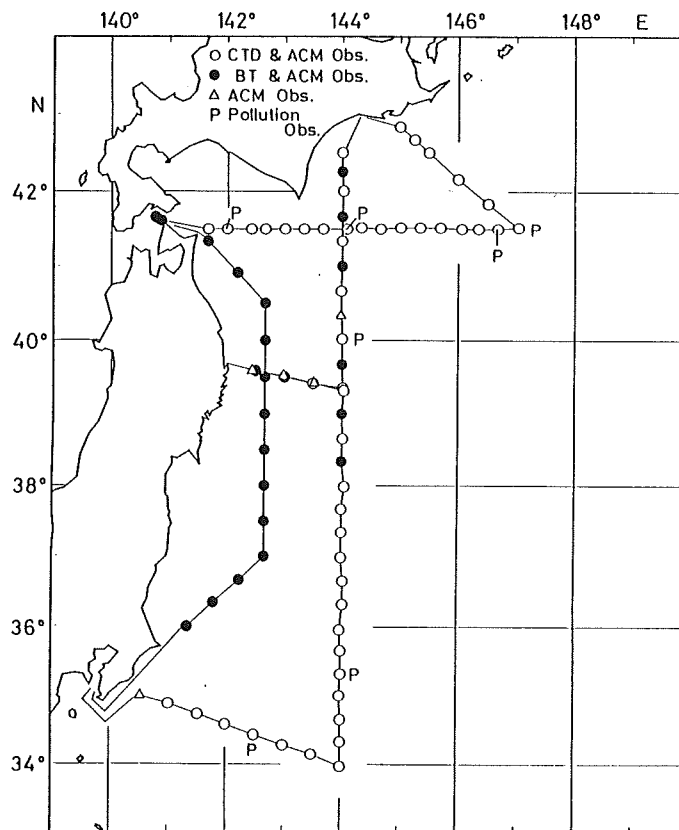 140° 142° 144° 146° 148° E
○ CTD & ACM Obs.
● BT & ACM Obs.
△ ACM Obs.
P Pollution
Obs.
N
42°
P P P
P
40°
P
38°
36°
P
P
34°